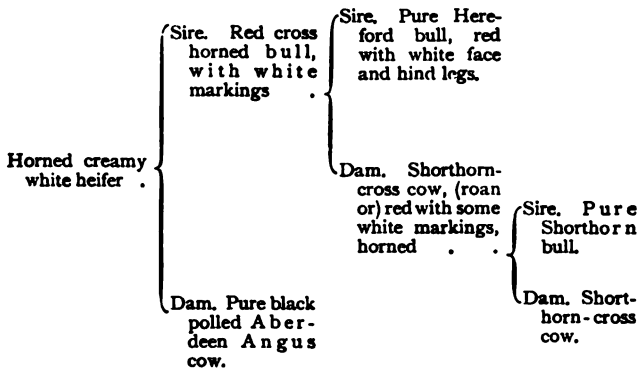 Horned creamy
white heifer .
Sire. Red cross
horned bull,
with white
markings .
Dam. Pure black
polled Aber-
deen Angus
cow.
Sire. Pure Here-
ford bull, red
with white face
and hind legs.
Dam. Shorthorn-
cross cow, (roan
or) red with some
white markings,
horned . .
Sire. Pure
Shorthorn
bull.
Dam. Short-
horn-cross
cow.